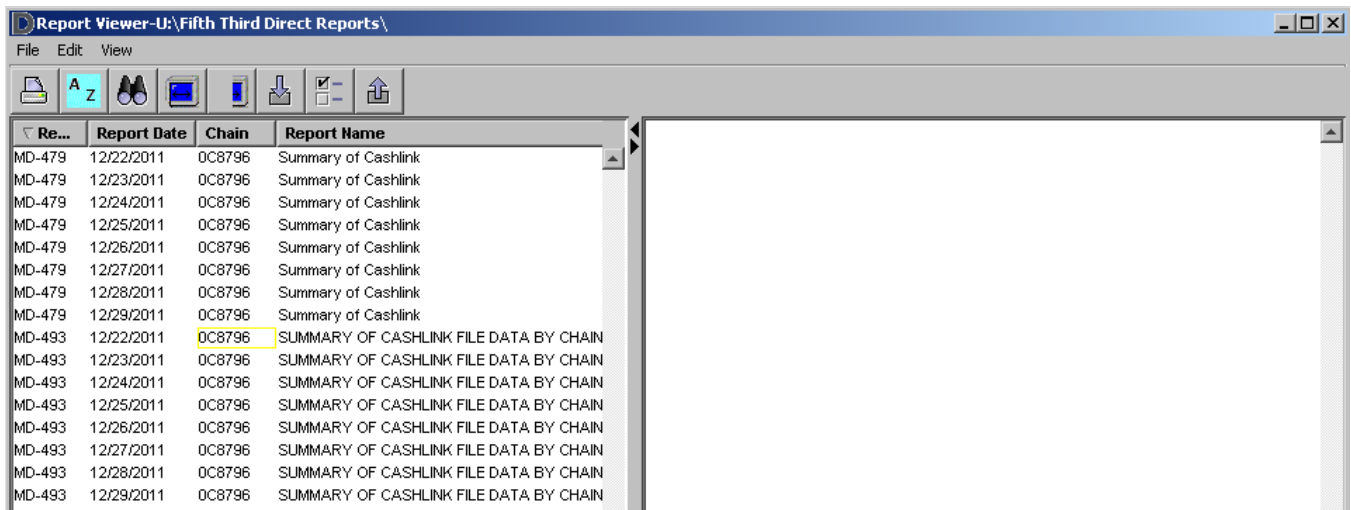 Report Viewer-U:\Fifth Third Direct Reports\
File Edit View
A Z
Re... Report Date Chain Report Name
MD-479 12/22/2011 0C8796 Summary of Cashlink
MD-479 12/23/2011 0C8796 Summary of Cashlink
MD-479 12/24/2011 0C8796 Summary of Cashlink
MD-479 12/25/2011 0C8796 Summary of Cashlink
MD-479 12/26/2011 0C8796 Summary of Cashlink
MD-479 12/27/2011 0C8796 Summary of Cashlink
MD-479 12/28/2011 0C8796 Summary of Cashlink
MD-479 12/29/2011 0C8796 Summary of Cashlink
MD-493 12/22/2011 0C8796 SUMMARY OF CASHLINK FILE DATA BY CHAIN
MD-493 12/23/2011 0C8796 SUMMARY OF CASHLINK FILE DATA BY CHAIN
MD-493 12/24/2011 0C8796 SUMMARY OF CASHLINK FILE DATA BY CHAIN
MD-493 12/25/2011 0C8796 SUMMARY OF CASHLINK FILE DATA BY CHAIN
MD-493 12/26/2011 0C8796 SUMMARY OF CASHLINK FILE DATA BY CHAIN
MD-493 12/27/2011 0C8796 SUMMARY OF CASHLINK FILE DATA BY CHAIN
MD-493 12/28/2011 0C8796 SUMMARY OF CASHLINK FILE DATA BY CHAIN
MD-493 12/29/2011 0C8796 SUMMARY OF CASHLINK FILE DATA BY CHAIN